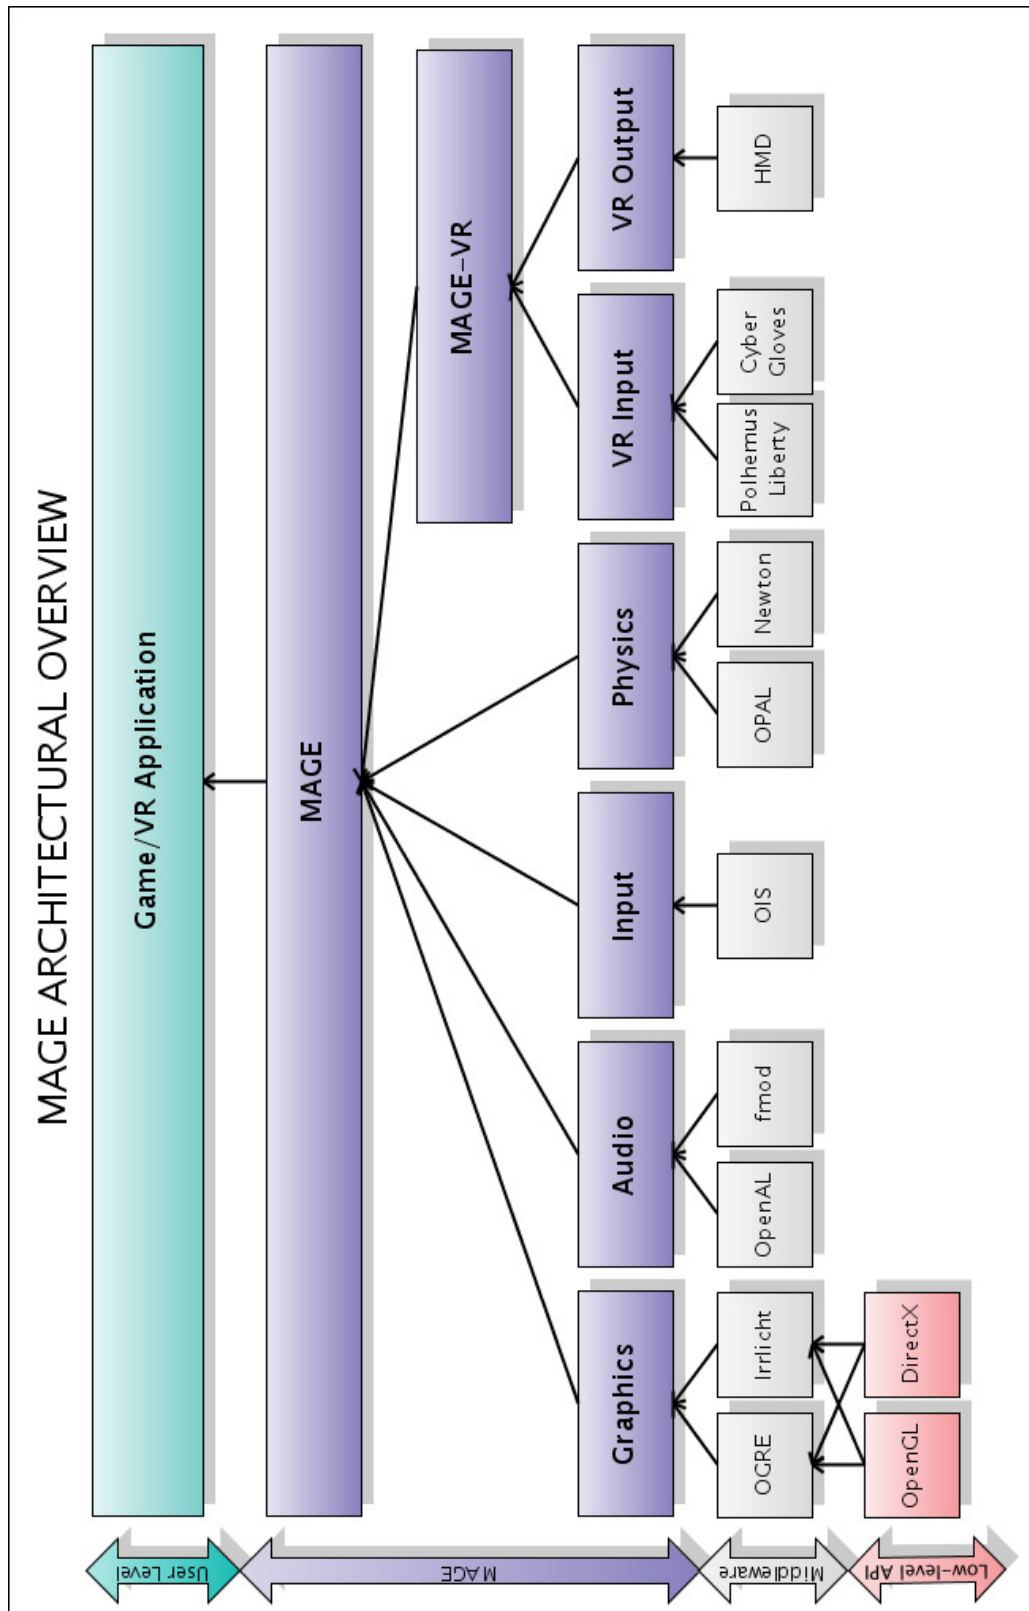 MAGE ARCHITECTURAL OVERVIEW
User Level
Game/VR Application
MAGE
MAGE
MAGE-VR
Graphics
Audio
Input
Physics
VR Input
VR Output
Middleware
OGRE
Irrlicht
OpenAL
fmod
OIS
OPAL
Newton
Polhemus
Liberty
Cyber
Gloves
HMD
Low-level API
OpenGL
DirectX